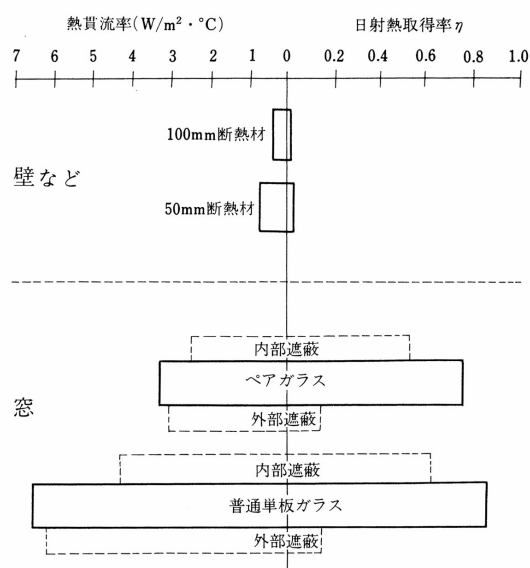 熱貫流率(W/m²・°C) 日射熱取得率η
7 6 5 4 3 2 1 0 0.2 0.4 0.6 0.8 1.0
100mm断熱材
壁など
50mm断熱材
内部遮蔽
ペアガラス
窓
外部遮蔽
内部遮蔽
普通単板ガラス
外部遮蔽